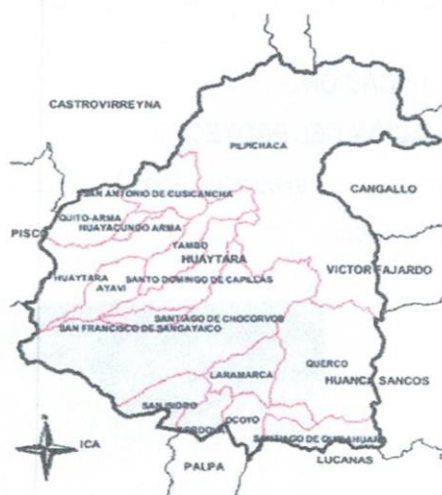 CASTROVIRREYNA
PILPICHACA
SAN ANTONIO DE CUSICANCHA
CANGALLO
QUITO-ARMA
HUAYACUNDO ARMA
PISCO
TAMBO
HUAYTARA
VICTOR FAJARDO
HUAYTARA
AYAVI
SANTO DOMINGO DE CAPILLAS
SANTIAGO DE CHOCORVOS
SAN FRANCISCO DE SANGAYAICO
QUERCO
LARAMARCA
HUANCA SANCOS
SAN ISIDRO
OCOYO
CORDOVA
SANTIAGO DE QUIRAHUARA
N
ICA
LUCANAS
PALPA